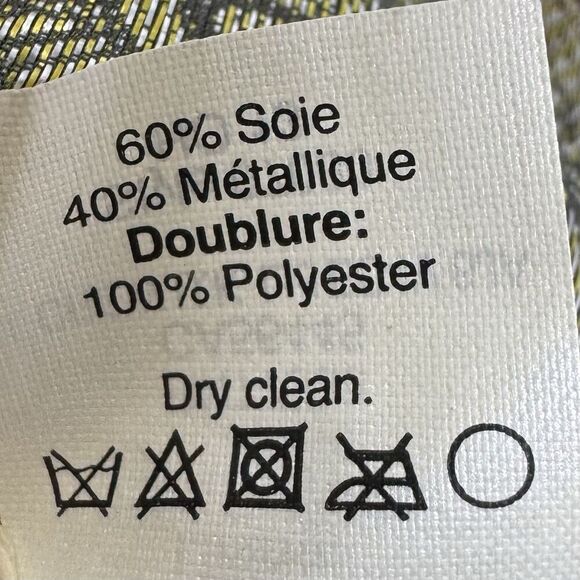 60% Soie
40% Métallique
Doublure:
100% Polyester
Dry clean.